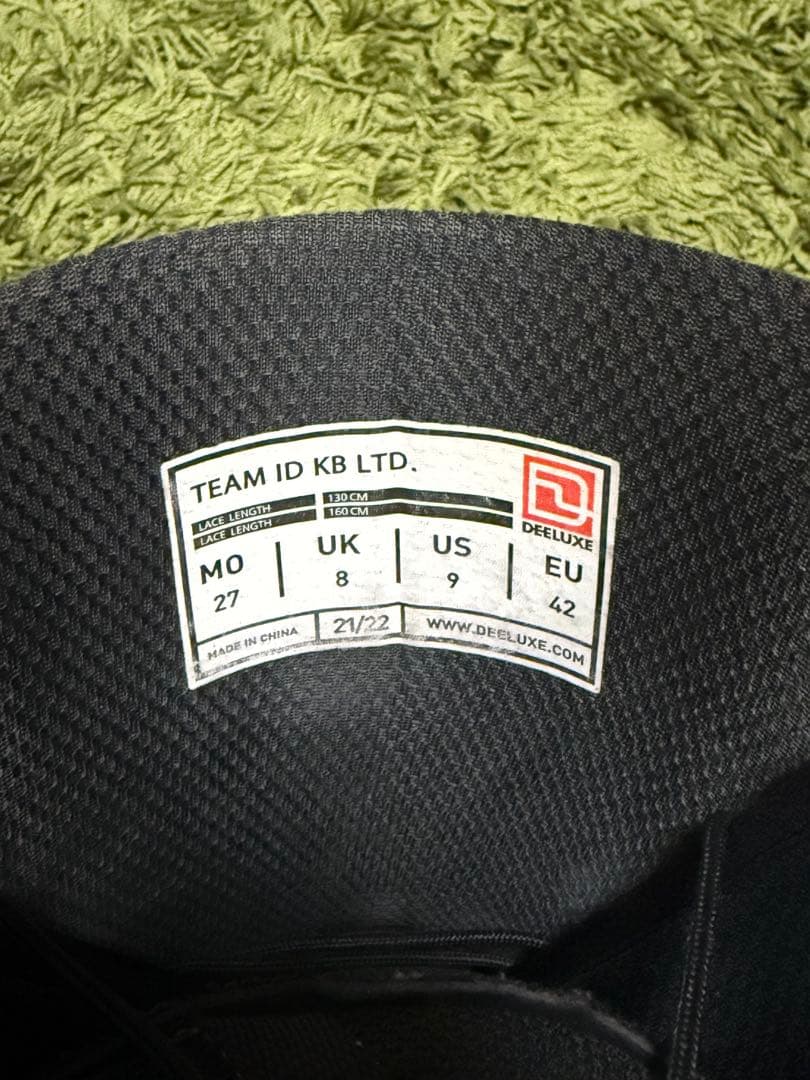 TEAM ID KB LTD.
LACE LENGTH 130 CM
LACE LENGTH 160 CM
DEELUXE
MO UK US EU
27 8 9 42
MADE IN CHINA 21/22 WWW.DEELUXE.COM